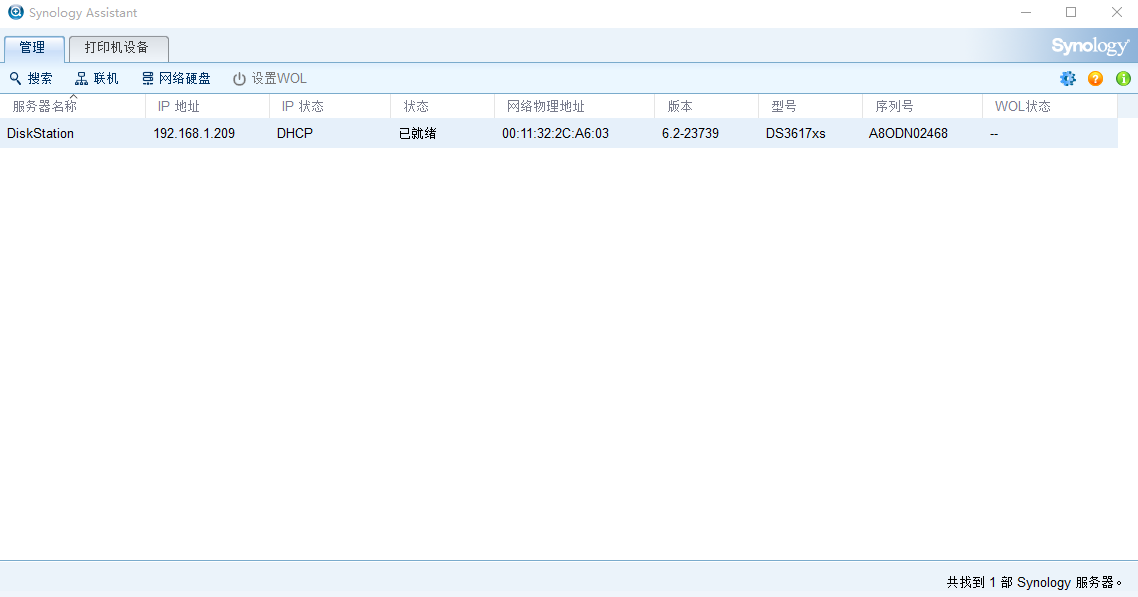 Synology Assistant
管理 打印机设备 Synology
搜索 联机 网络硬盘 设置WOL
服务器名称 IP 地址 IP 状态 状态 网络物理地址 版本 型号 序列号 WOL状态
DiskStation 192.168.1.209 DHCP 已就绪 00:11:32:2C:A6:03 6.2-23739 DS3617xs A8ODN02468 --
共找到 1 部 Synology 服务器。